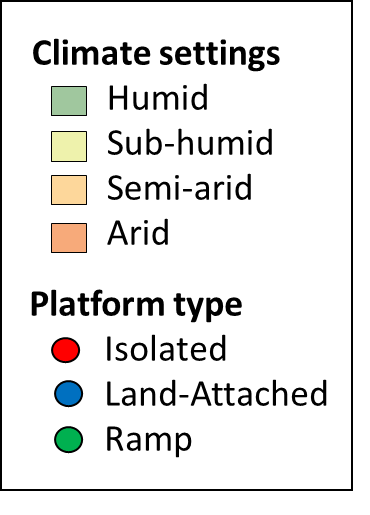 Climate settings
Humid
Sub-humid
Semi-arid
Arid
Platform type
Isolated
Land-Attached
Ramp